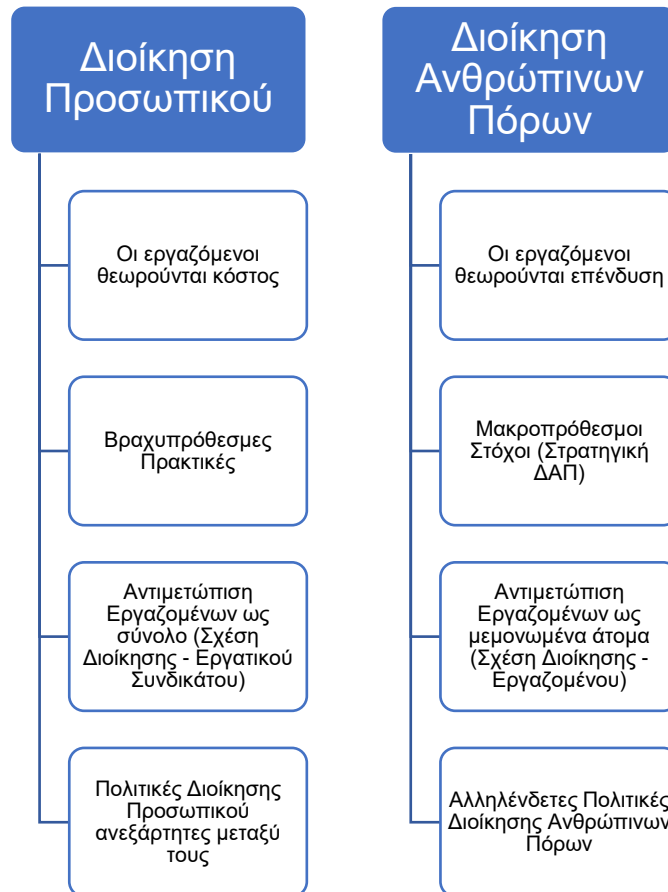 Διοίκηση
Προσωπικού
Οι εργαζόμενοι
θεωρούνται κόστος
Βραχυπρόθεσμες
Πρακτικές
Αντιμετώπιση
Εργαζομένων ως
σύνολο (Σχέση
Διοίκησης - Εργατικού
Συνδικάτου)
Πολιτικές Διοίκησης
Προσωπικού
ανεξάρτητες μεταξύ
τους
Διοίκηση
Ανθρώπινων
Πόρων
Οι εργαζόμενοι
θεωρούνται επένδυση
Μακροπρόθεσμοι
Στόχοι (Στρατηγική
ΔΑΠ)
Αντιμετώπιση
Εργαζομένων ως
μεμονωμένα άτομα
(Σχέση Διοίκησης -
Εργαζομένου)
Αλληλένδετες Πολιτικές
Διοίκησης Ανθρώπινων
Πόρων